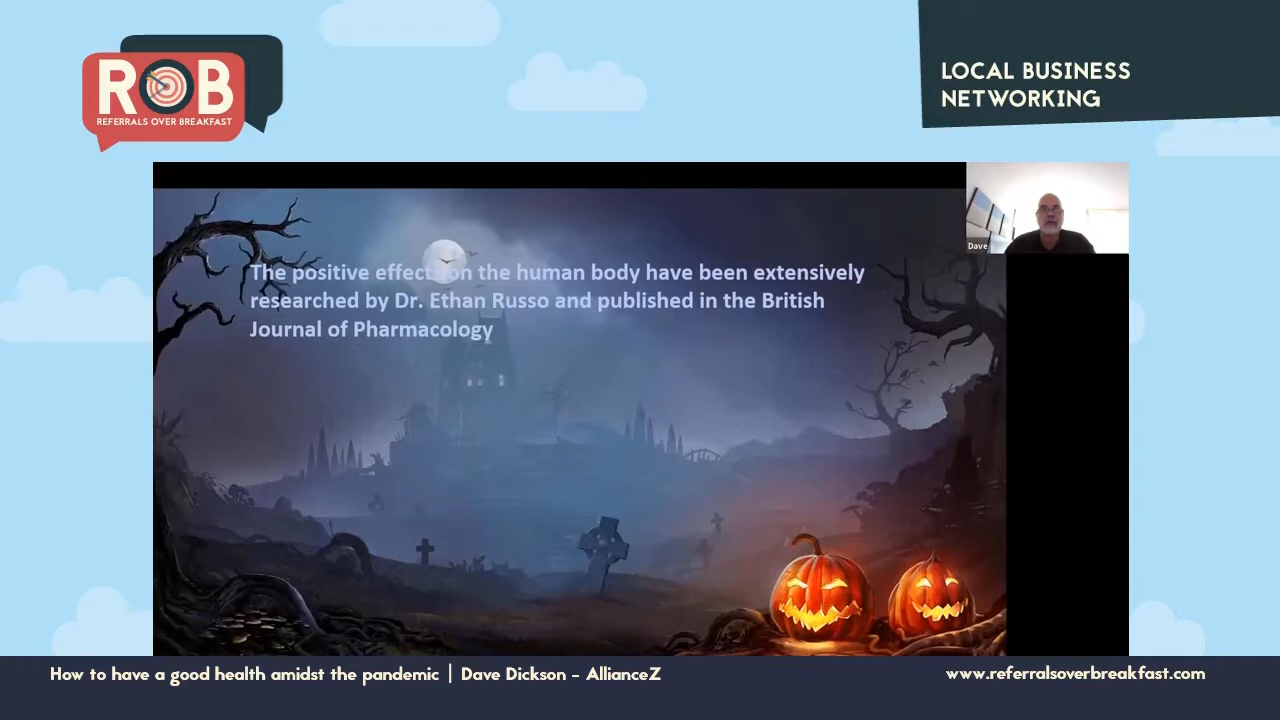 ROB
REFERRALS OVER BREAKFAST
LOCAL BUSINESS
NETWORKING
Dave
The positive effects on the human body have been extensively
researched by Dr. Ethan Russo and published in the British
Journal of Pharmacology
How to have a good health amidst the pandemic | Dave Dickson - AllianceZ
www.referralsoverbreakfast.com